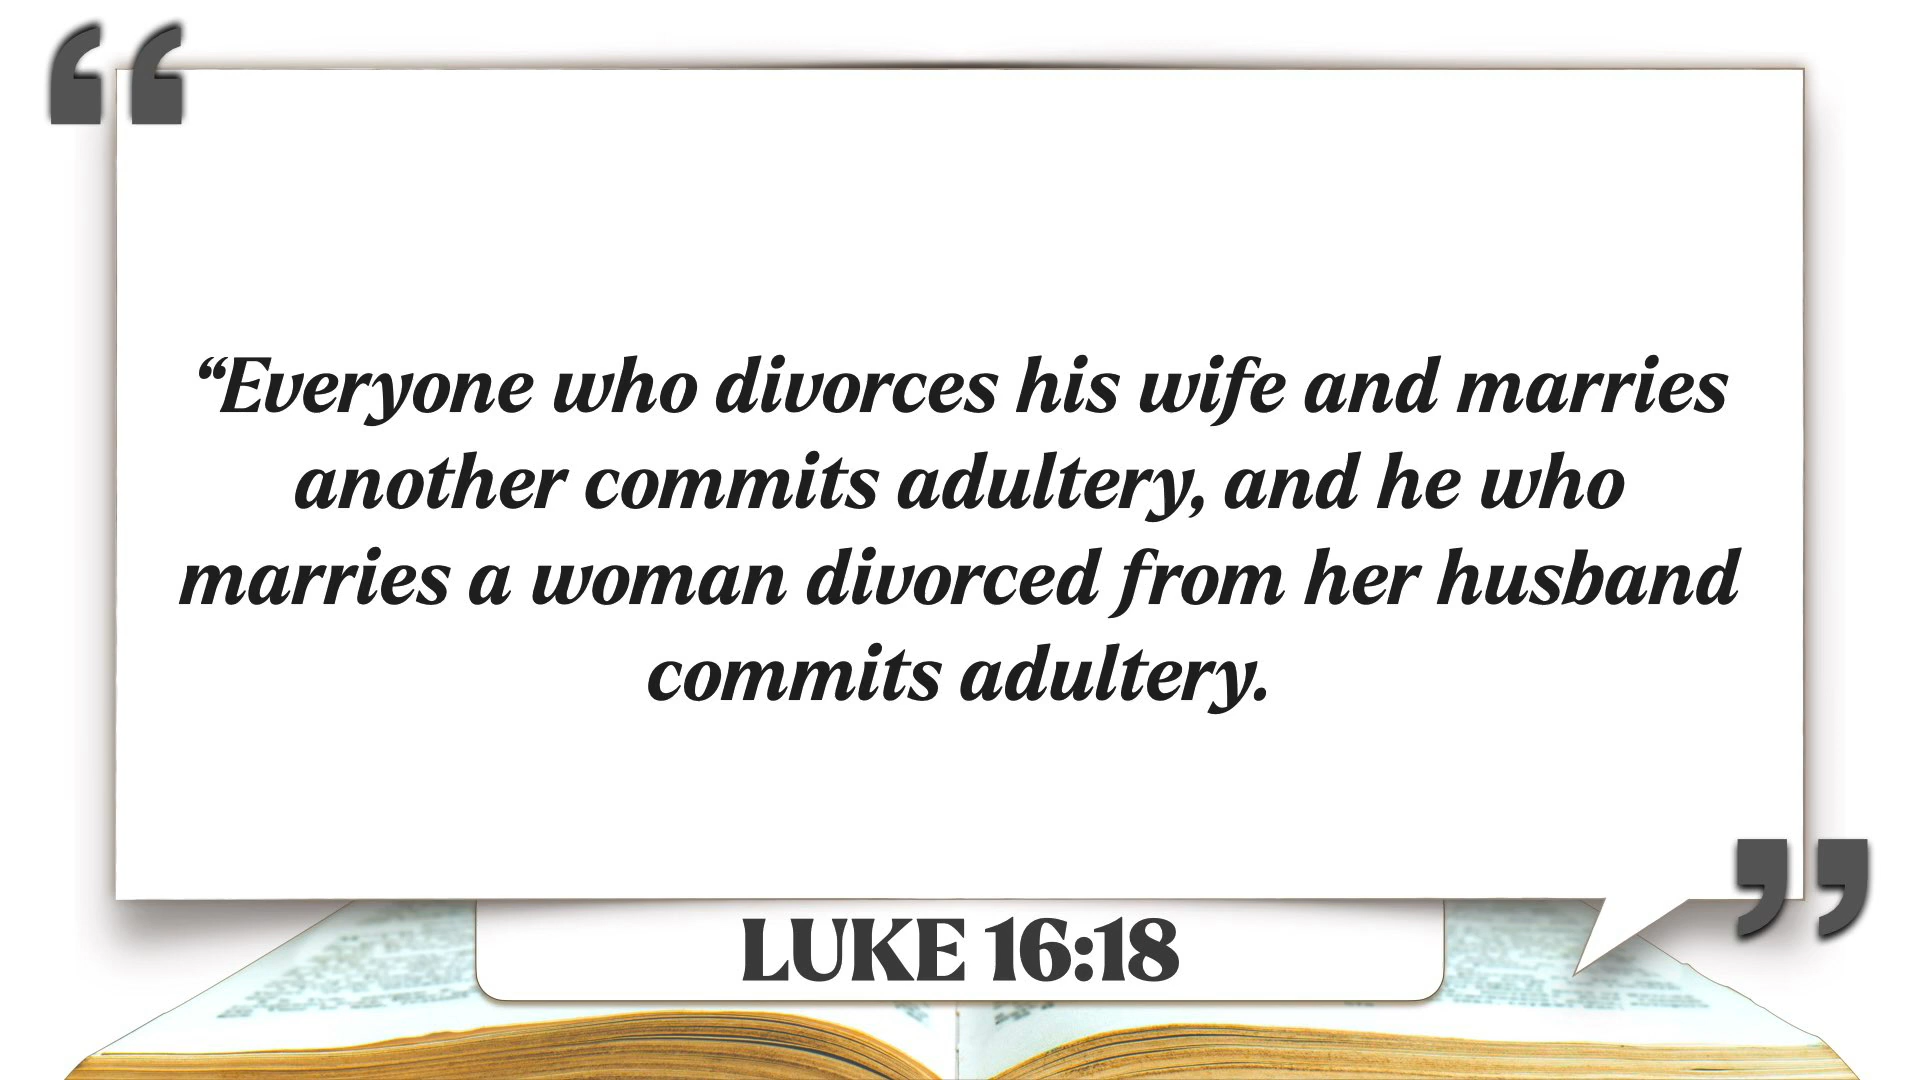 “Everyone who divorces his wife and marries
another commits adultery, and he who
marries a woman divorced from her husband
commits adultery.
LUKE 16:18